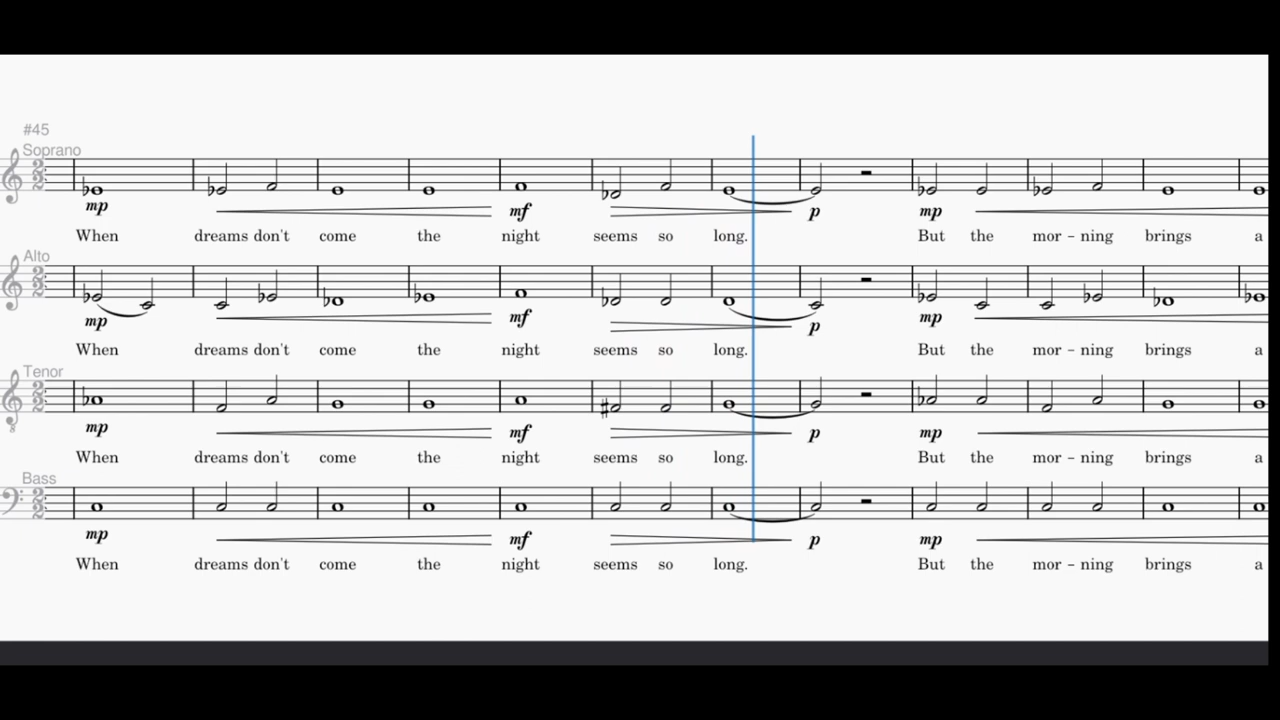 #45
Soprano
mp mf p mp
When dreams don't come the night seems so long. But the mor - ning brings a
Alto
mp mf p mp
When dreams don't come the night seems so long. But the mor - ning brings a
Tenor
8
mp mf p mp
When dreams don't come the night seems so long. But the mor - ning brings a
Bass
mp mf p mp
When dreams don't come the night seems so long. But the mor - ning brings a